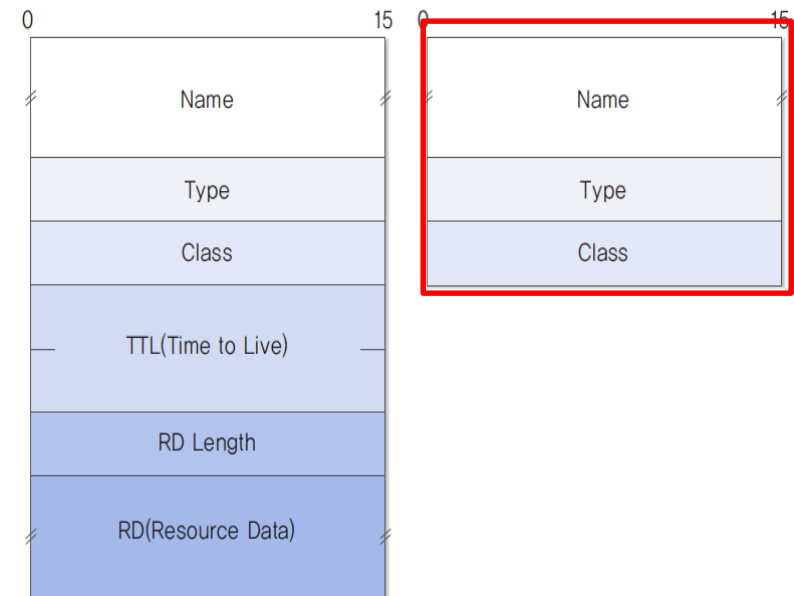 0 15
Name
Type
Class
TTL(Time to Live)
RD Length
RD(Resource Data)
0 15
Name
Type
Class